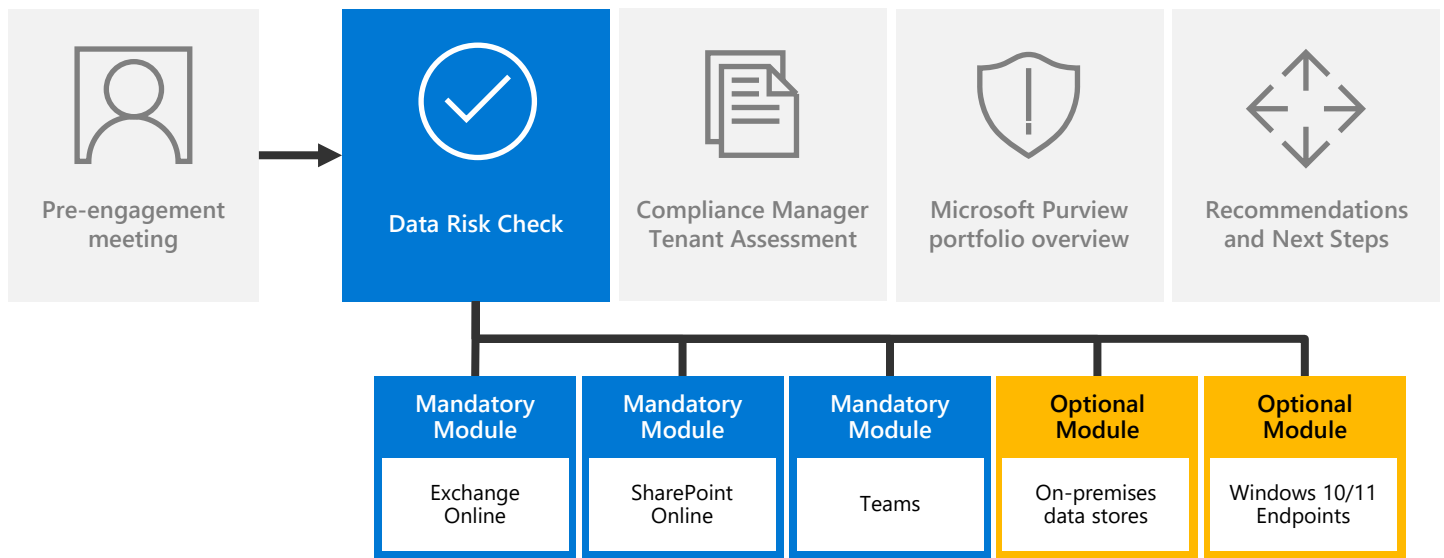 Pre-engagement
meeting
Data Risk Check
Compliance Manager
Tenant Assessment
Microsoft Purview
portfolio overview
Recommendations
and Next Steps
Mandatory
Module
Exchange
Online
Mandatory
Module
SharePoint
Online
Mandatory
Module
Teams
Optional
Module
On-premises
data stores
Optional
Module
Windows 10/11
Endpoints